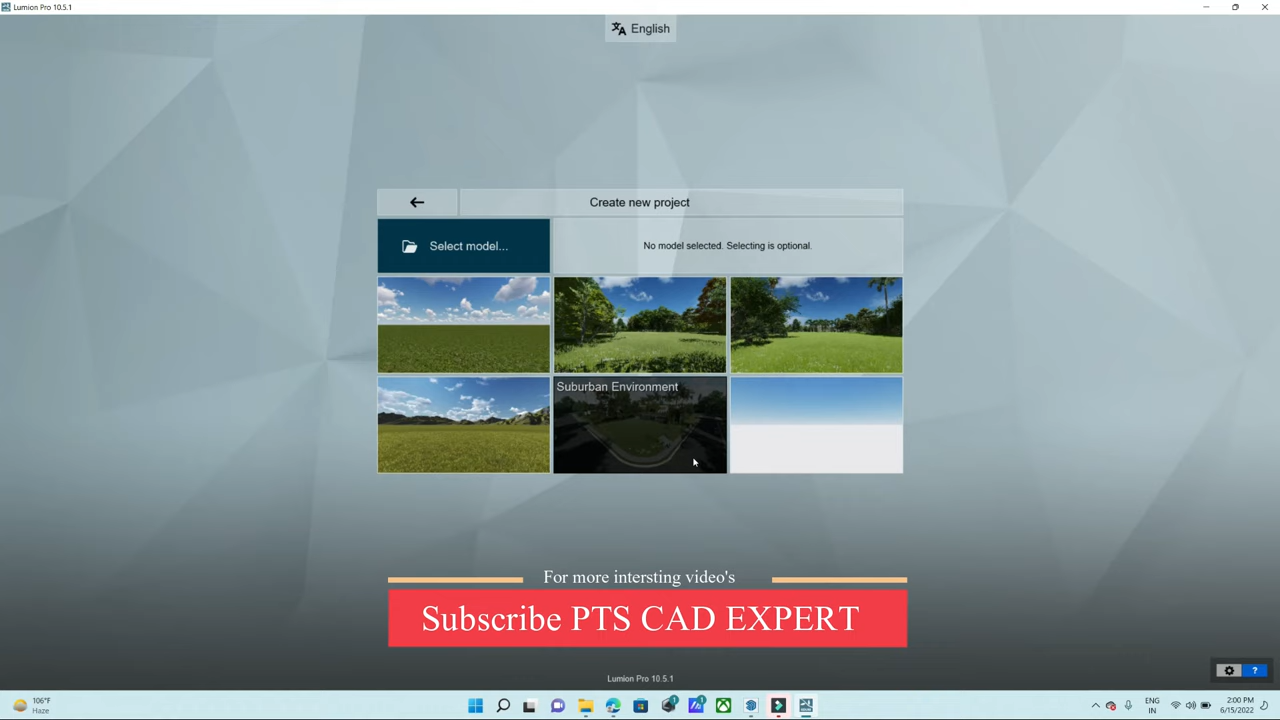 Lumion Pro 10.5.1
English
Create new project
Select model...
No model selected. Selecting is optional.
Suburban Environment
For more intersting video's
Subscribe PTS CAD EXPERT
Lumion Pro 10.5.1
?
106°F
Haze
1
1
ENG
IN
2:00 PM
6/15/2022